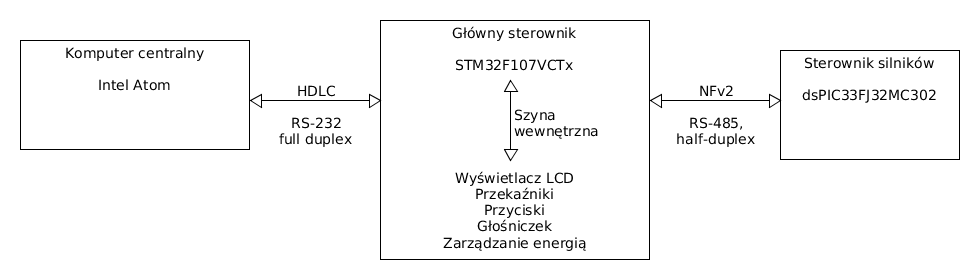 Komputer centralny
Intel Atom
HDLC
RS-232
full duplex
Główny sterownik
STM32F107VCTx
Szyna
wewnętrzna
Wyświetlacz LCD
Przekaźniki
Przyciski
Głośniczek
Zarządzanie energią
NFv2
RS-485,
half-duplex
Sterownik silników
dsPIC33FJ32MC302